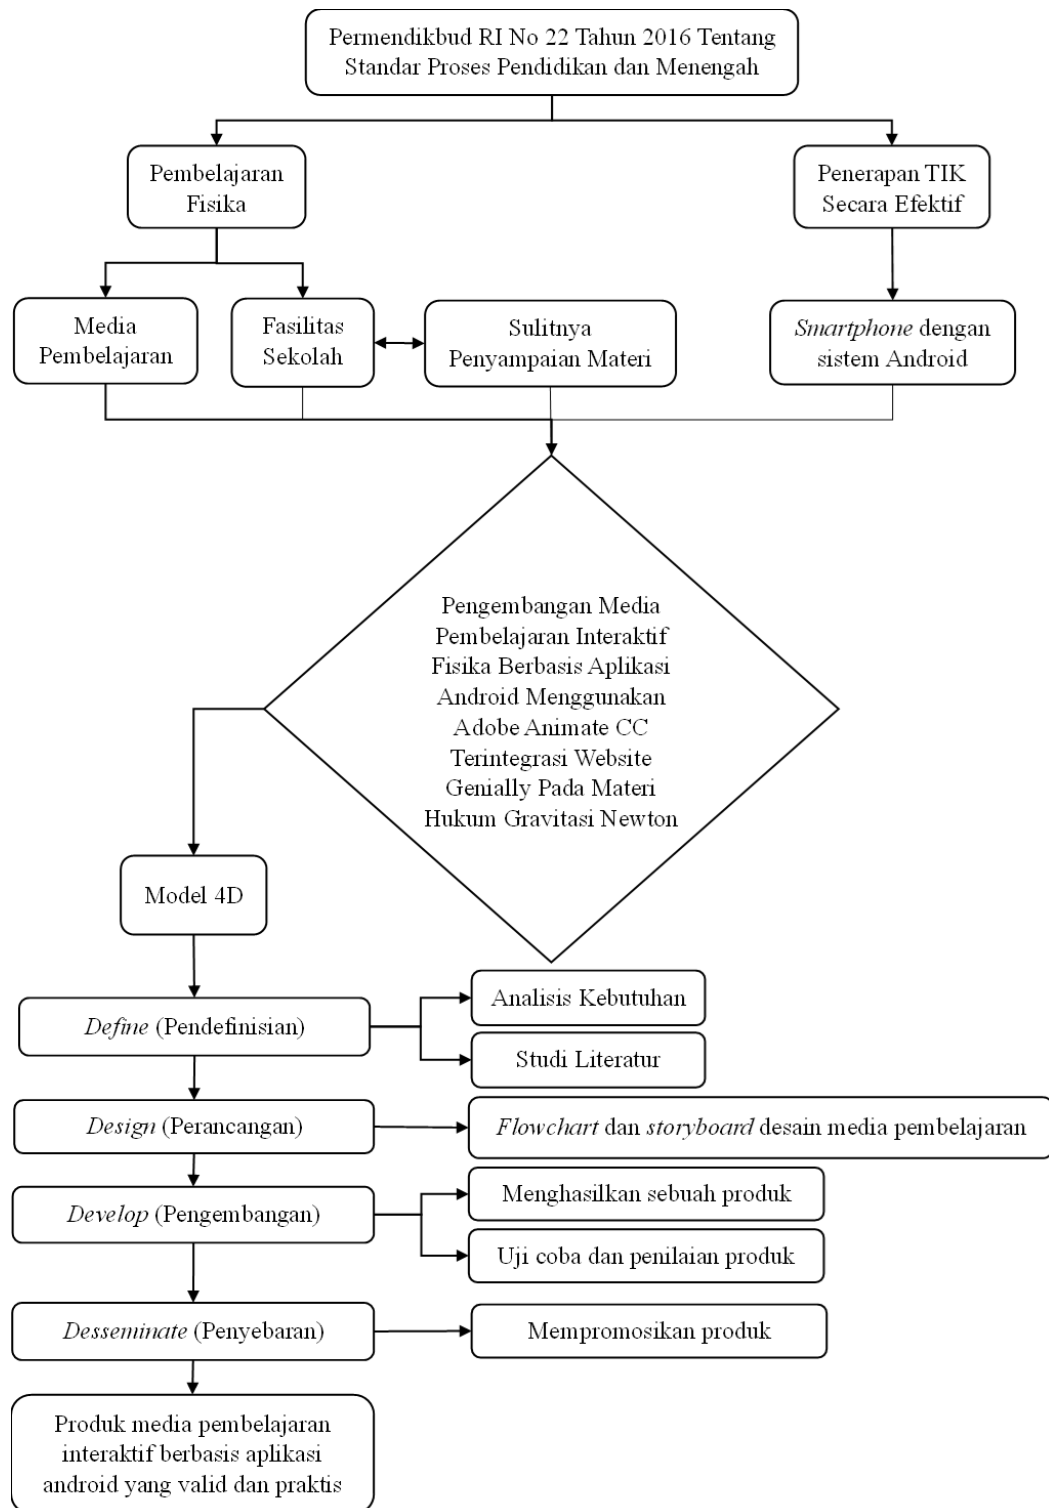 Permendikbud RI No 22 Tahun 2016 Tentang
Standar Proses Pendidikan dan Menengah
Pembelajaran
Fisika
Penerapan TIK
Secara Efektif
Media
Pembelajaran
Fasilitas
Sekolah
Sulitnya
Penyampaian Materi
Smartphone dengan
sistem Android
Pengembangan Media
Pembelajaran Interaktif
Fisika Berbasis Aplikasi
Android Menggunakan
Adobe Animate CC
Terintegrasi Website
Genially Pada Materi
Hukum Gravitasi Newton
Model 4D
Define (Pendefinisian)
Analisis Kebutuhan
Studi Literatur
Design (Perancangan)
Flowchart dan storyboard desain media pembelajaran
Develop (Pengembangan)
Menghasilkan sebuah produk
Uji coba dan penilaian produk
Desseminate (Penyebaran)
Mempromosikan produk
Produk media pembelajaran
interaktif berbasis aplikasi
android yang valid dan praktis